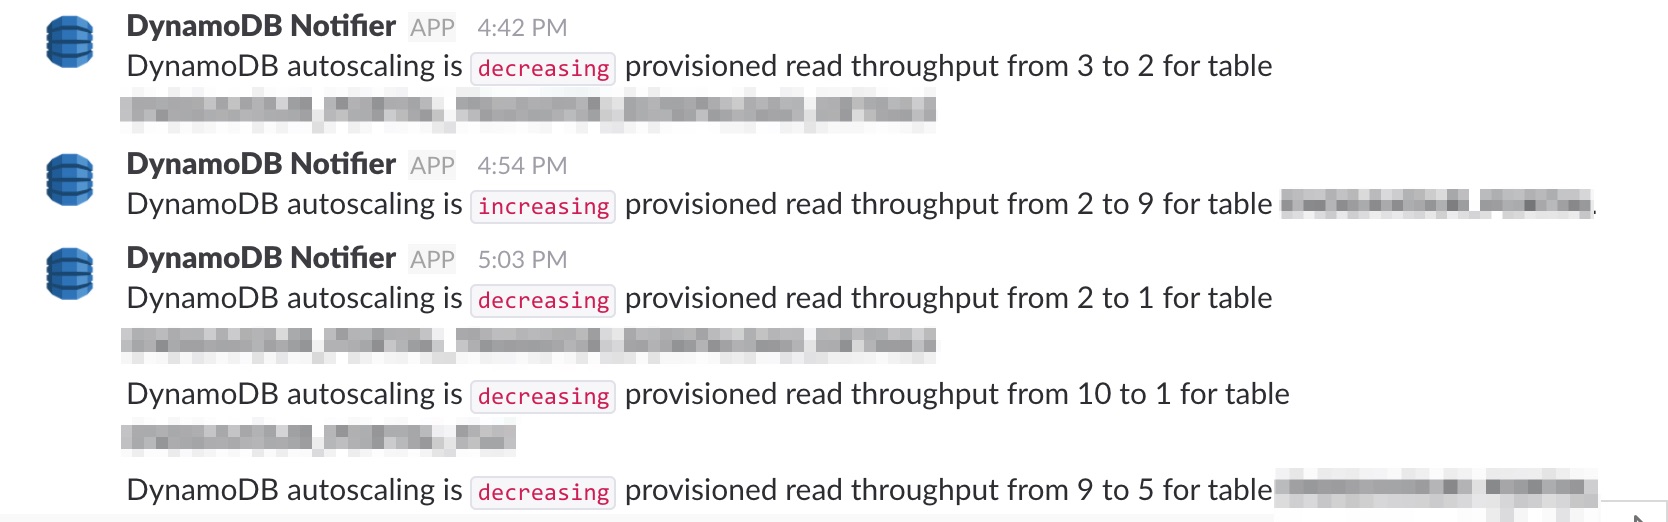 DynamoDB Notifier APP 4:42 PM
DynamoDB autoscaling is decreasing provisioned read throughput from 3 to 2 for table
DynamoDB Notifier APP 4:54 PM
DynamoDB autoscaling is increasing provisioned read throughput from 2 to 9 for table
DynamoDB Notifier APP 5:03 PM
DynamoDB autoscaling is decreasing provisioned read throughput from 2 to 1 for table
DynamoDB autoscaling is decreasing provisioned read throughput from 10 to 1 for table
DynamoDB autoscaling is decreasing provisioned read throughput from 9 to 5 for table